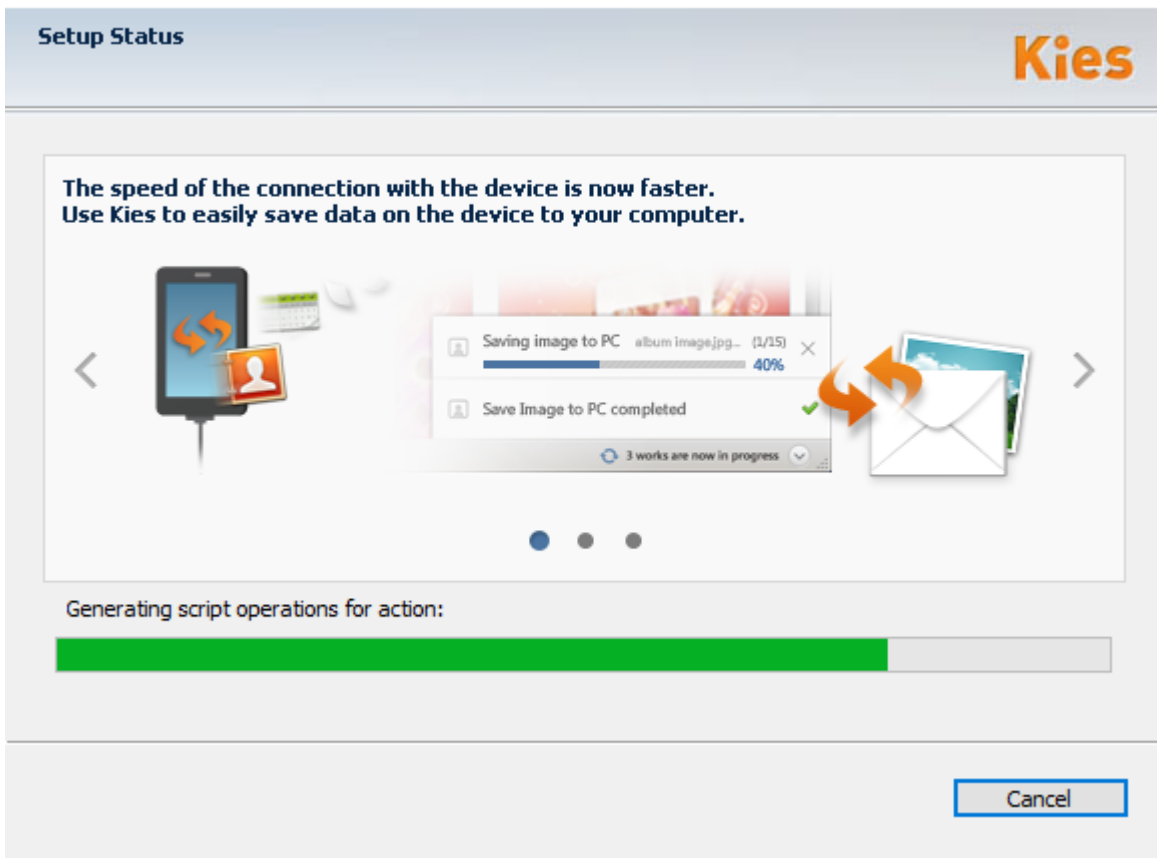 Setup Status
Kies
The speed of the connection with the device is now faster.
Use Kies to easily save data on the device to your computer.
Saving image to PC album image.jpg... (1/15)
40%
Save Image to PC completed
3 works are now in progress
Generating script operations for action:
Cancel